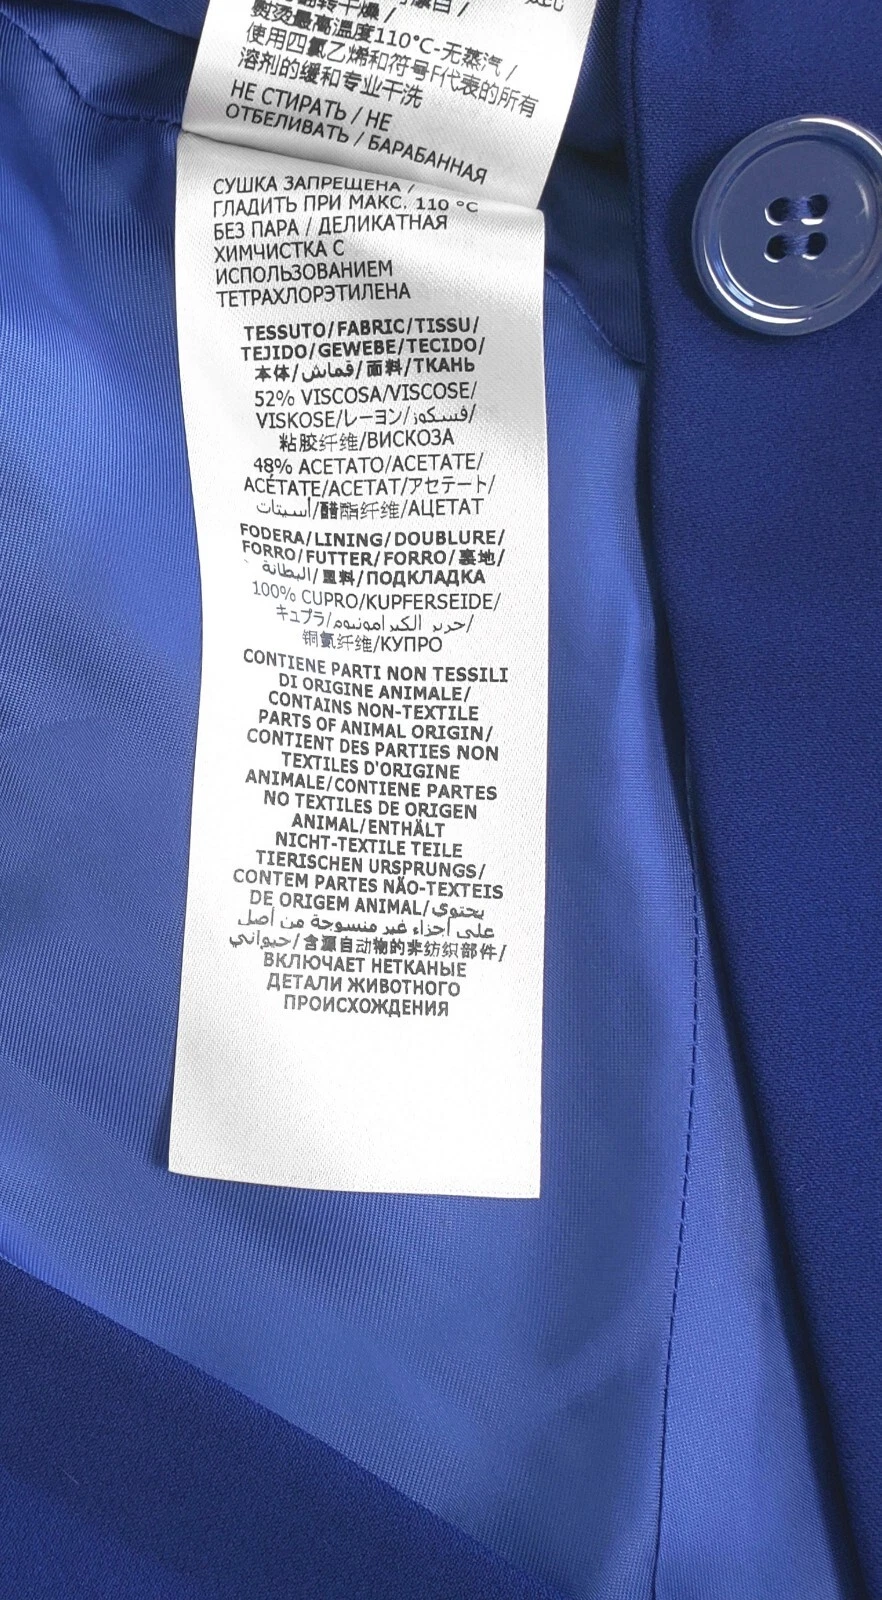 熨烫最高温度110°C-无蒸汽 /
使用四氯乙烯和符号F代表的所有
溶剂的缓和专业干洗
НЕ СТИРАТЬ / НЕ
ОТБЕЛИВАТЬ / БАРАБАННАЯ
СУШКА ЗАПРЕЩЕНА /
ГЛАДИТЬ ПРИ МАКС. 110 °C
БЕЗ ПАРА / ДЕЛИКАТНАЯ
ХИМЧИСТКА С
ИСПОЛЬЗОВАНИЕМ
ТЕТРАХЛОРЭТИЛЕНА
TESSUTO/FABRIC/TISSU/
TEJIDO/GEWEBE/TECIDO/
本体/قماش/面料/ТКАНЬ
52% VISCOSA/VISCOSE/
VISKOSE/レーヨン/فسكوز/
粘胶纤维/ВИСКОЗА
48% ACETATO/ACETATE/
ACÉTATE/ACETAT/アセテート/
أسيتات/醋酯纤维/АЦЕТАТ
FODERA/LINING/DOUBLURE/
FORRO/FUTTER/FORRO/裏地/
البطانة/里料/ПОДКЛАДКА
100% CUPRO/KUPFERSEIDE/
キュプラ/حرير الكبرامونيوم/
铜氨纤维/КУПРО
CONTIENE PARTI NON TESSILI
DI ORIGINE ANIMALE/
CONTAINS NON-TEXTILE
PARTS OF ANIMAL ORIGIN/
CONTIENT DES PARTIES NON
TEXTILES D'ORIGINE
ANIMALE/CONTIENE PARTES
NO TEXTILES DE ORIGEN
ANIMAL/ENTHÄLT
NICHT-TEXTILE TEILE
TIERISCHEN URSPRUNGS/
CONTEM PARTES NÃO-TEXTEIS
DE ORIGEM ANIMAL/يحتوي
على أجزاء غير منسوجة من أصل
حيواني/含源自动物的非纺织部件/
ВКЛЮЧАЕТ НЕТКАНЫЕ
ДЕТАЛИ ЖИВОТНОГО
ПРОИСХОЖДЕНИЯ